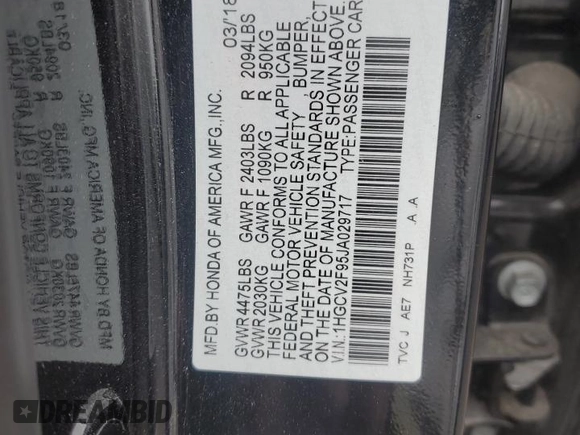 MFD.BY HONDA OF AMERICA MFG.,INC. 03/18
GVWR 4475LBS GAWR F 2403LBS R 2094LBS
GVWR 2030KG GAWR F 1090KG R 950KG
THIS VEHICLE CONFORMS TO ALL APPLICABLE
FEDERAL MOTOR VEHICLE SAFETY BUMPER,
AND THEFT PREVENTION STANDARDS IN EFFECT
ON THE DATE OF MANUFACTURE SHOWN ABOVE.
V.I.N.:1HGCV2F95JA029717 TYPE:PASSENGER CAR
TVC J AE7 NH731P A A
DREAMBID